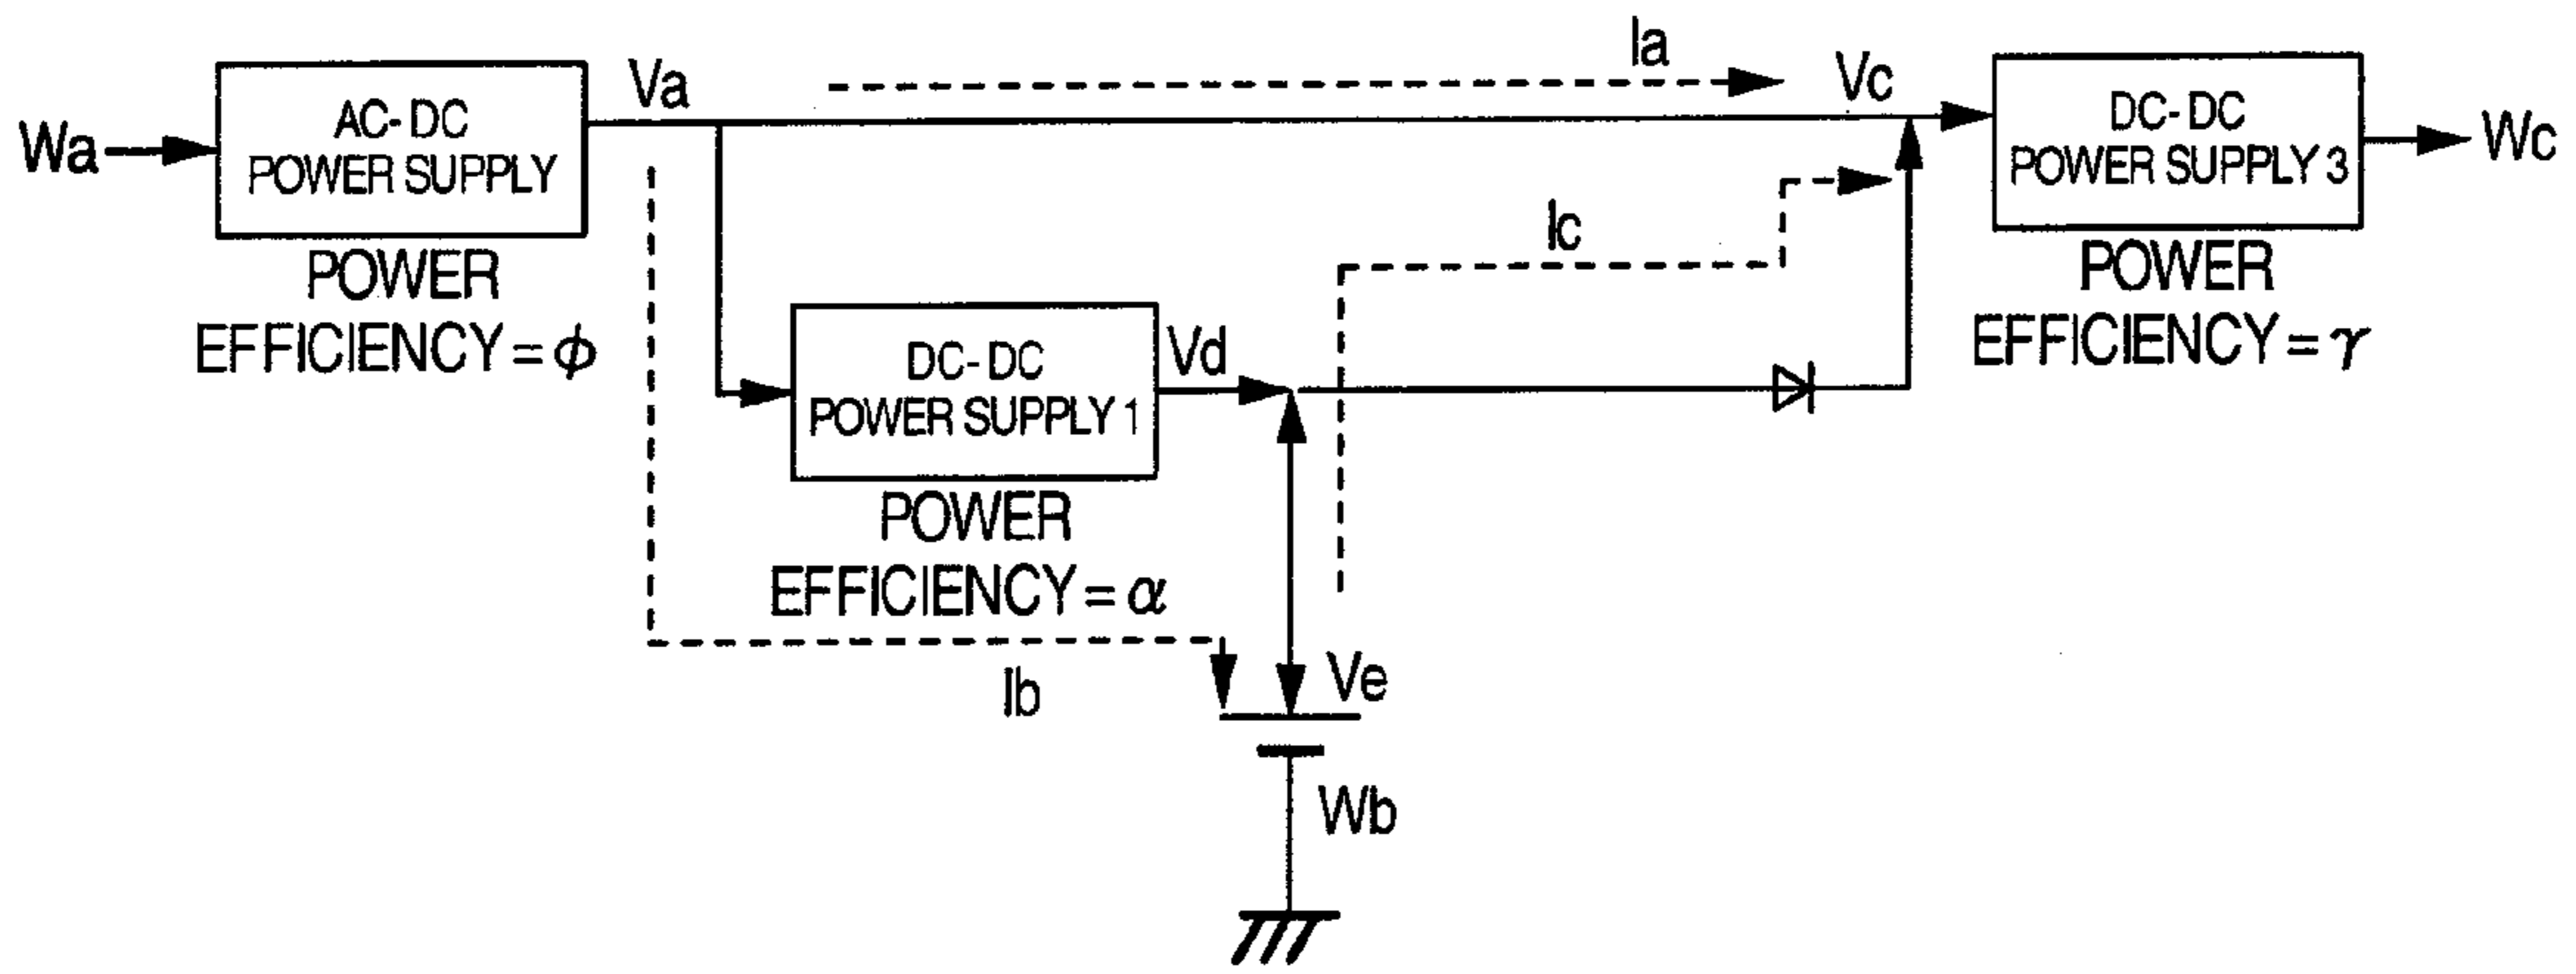 Wa
AC-DC
POWER SUPPLY
POWER
EFFICIENCY = ϕ
Va
Ia
Vc
DC-DC
POWER SUPPLY 3
POWER
EFFICIENCY = γ
Wc
Ic
DC-DC
POWER SUPPLY 1
POWER
EFFICIENCY = α
Vd
Ib
Ve
Wb